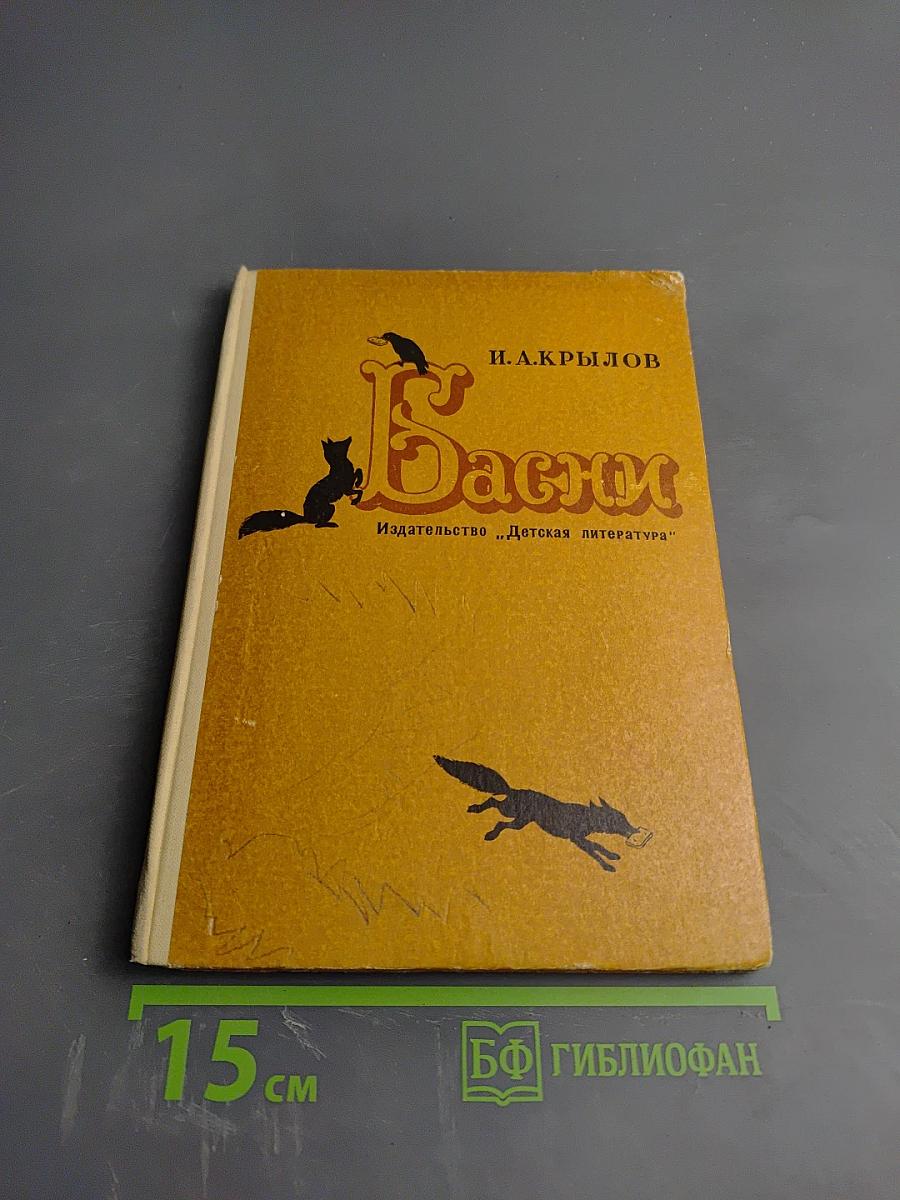 И. А. КРЫЛОВ
Басни
Издательство „Детская литература"
15 см
БФ ГИБЛИОФАН